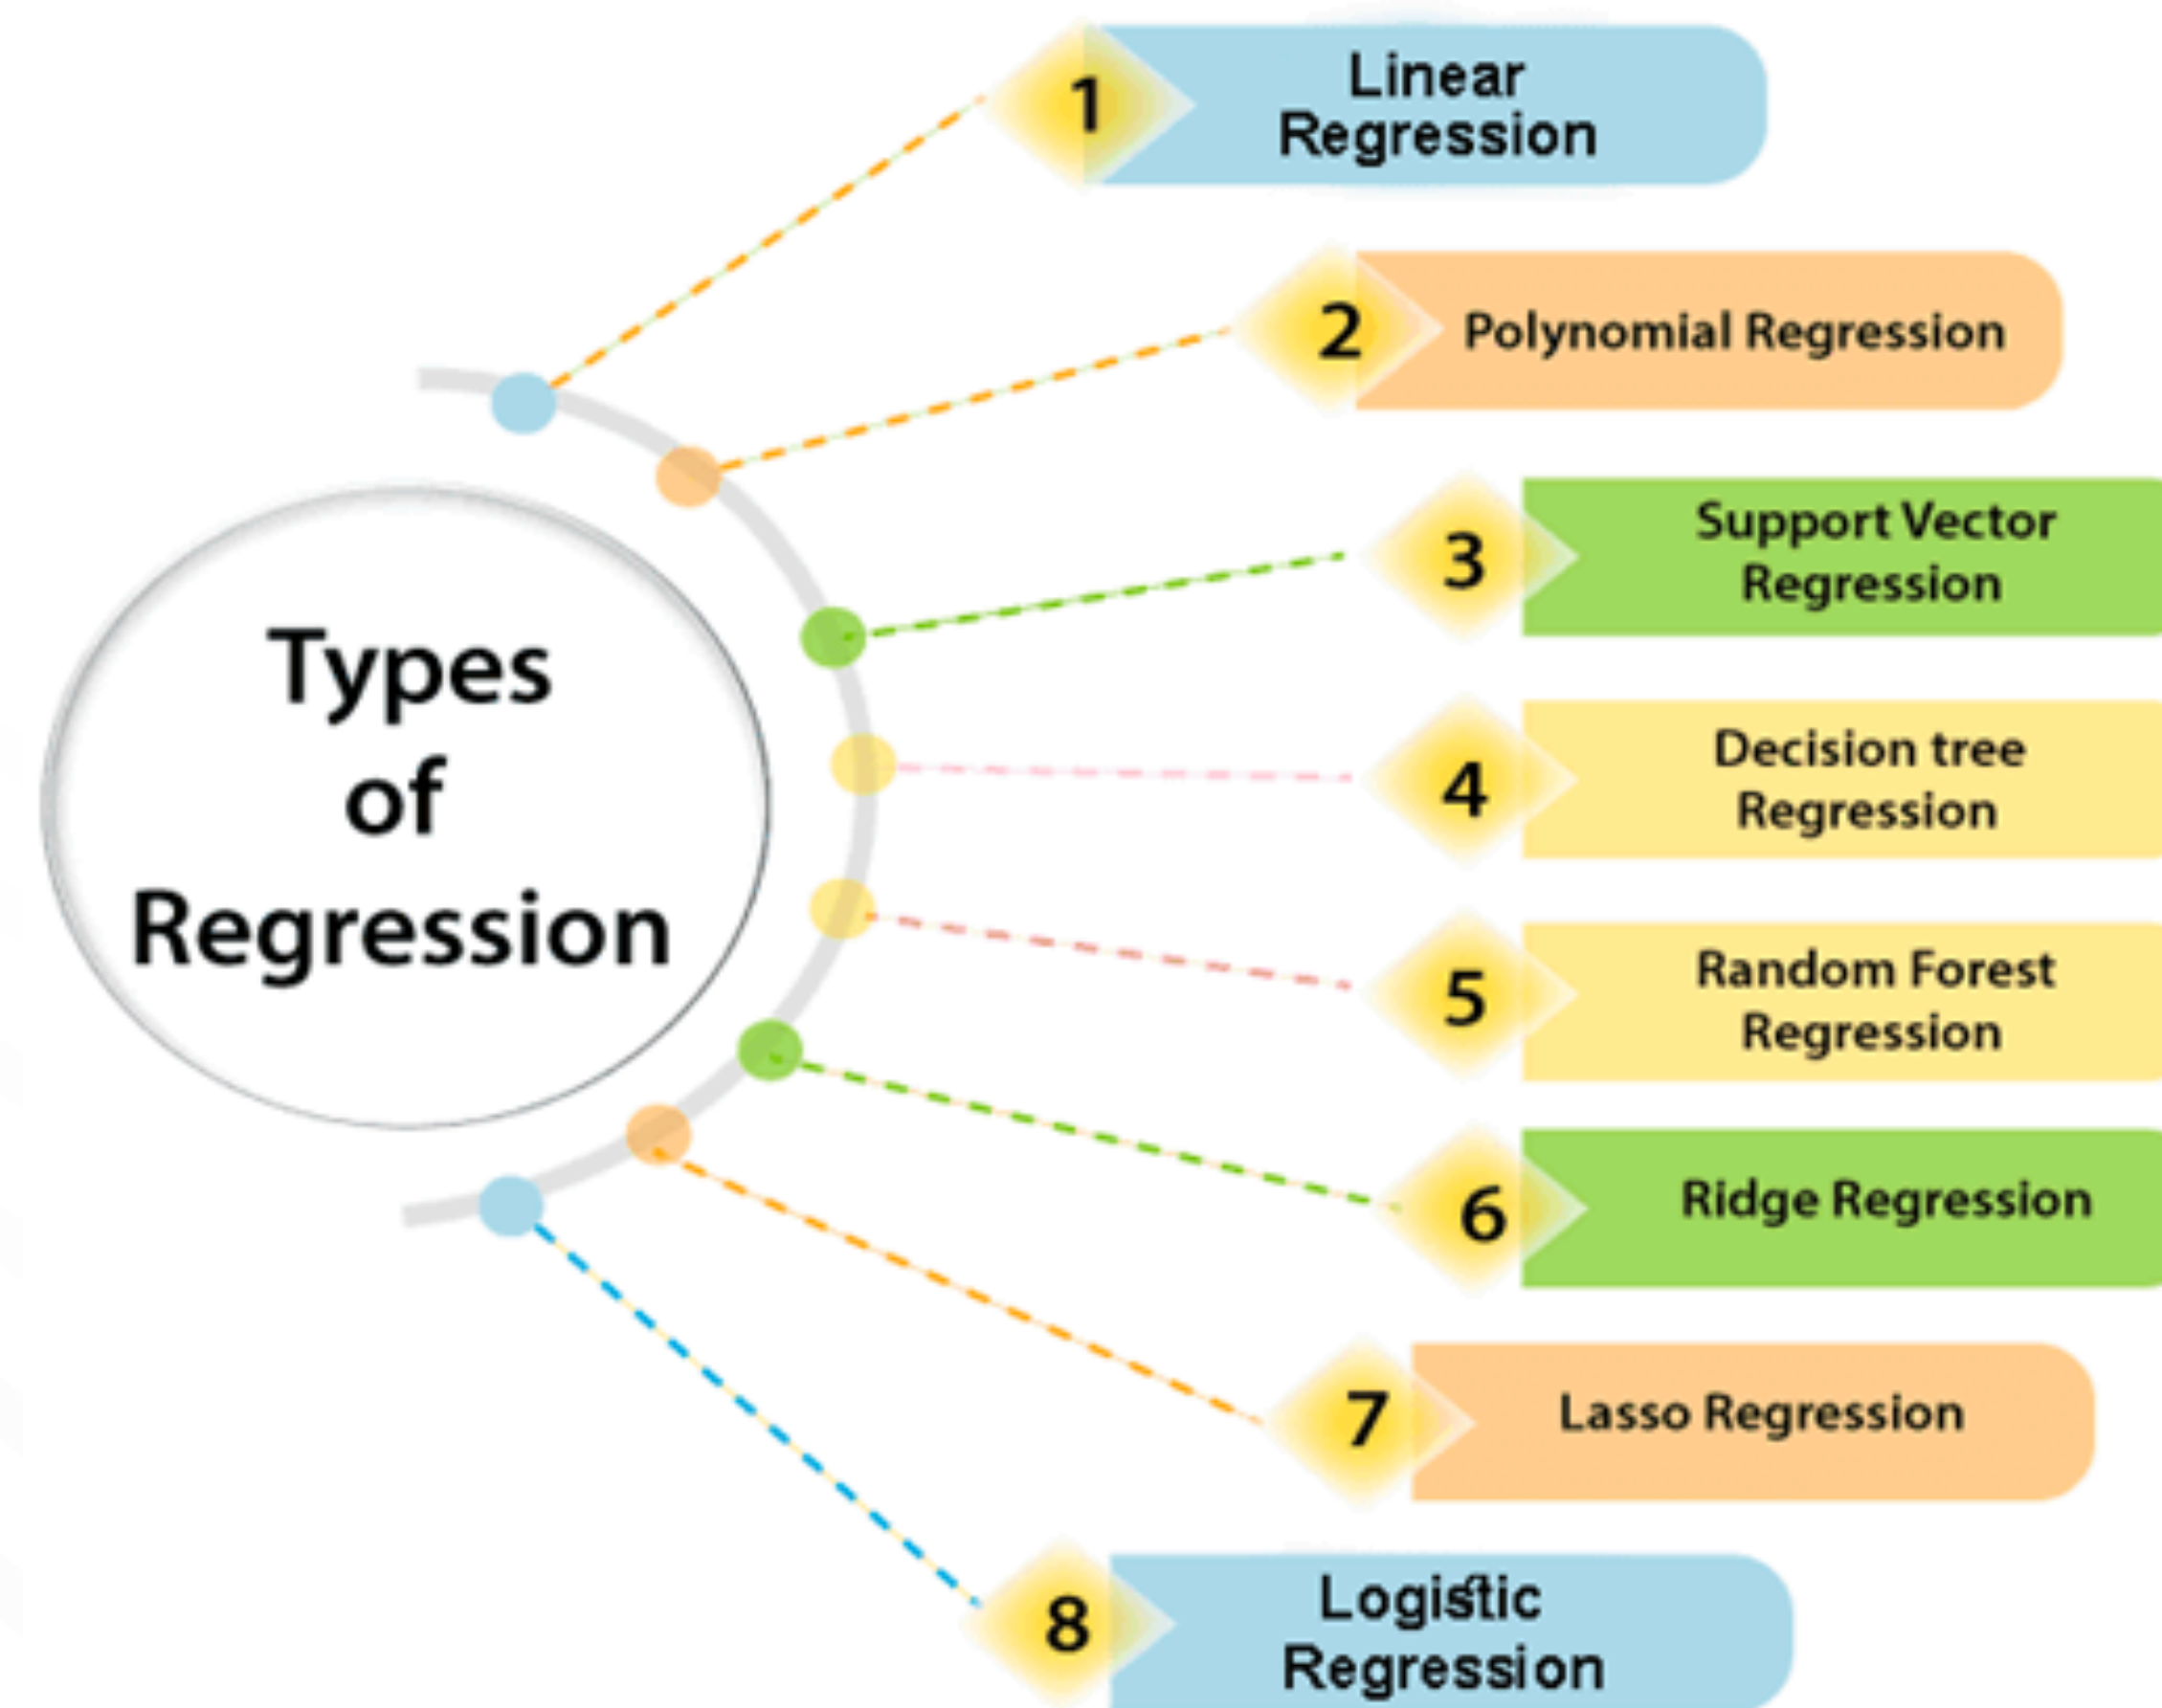 Types
of
Regression
1
Linear
Regression
2
Polynomial Regression
3
Support Vector
Regression
4
Decision tree
Regression
5
Random Forest
Regression
6
Ridge Regression
7
Lasso Regression
8
Logistic
Regression